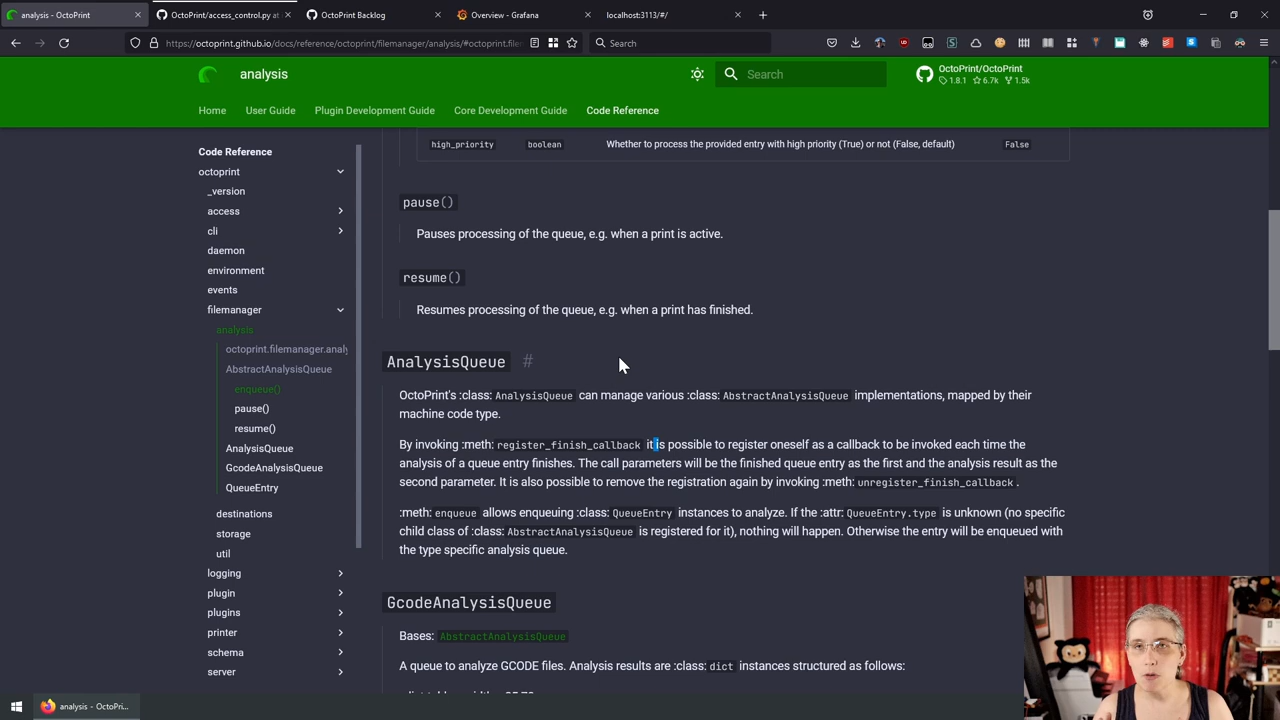 analysis - OctoPrint
OctoPrint/access_control.py at
OctoPrint Backlog
Overview - Grafana
localhost:3113/#/
https://octoprint.github.io/docs/reference/octoprint/filemanager/analysis/#octoprint.file
Search
analysis
Search
OctoPrint/OctoPrint
1.8.1 6.7k 1.5k
Home
User Guide
Plugin Development Guide
Core Development Guide
Code Reference
Code Reference
octoprint
_version
access
cli
daemon
environment
events
filemanager
analysis
octoprint.filemanager.analy
AbstractAnalysisQueue
enqueue()
pause()
resume()
AnalysisQueue
GcodeAnalysisQueue
QueueEntry
destinations
storage
util
logging
plugin
plugins
printer
schema
server
high_priority boolean Whether to process the provided entry with high priority (True) or not (False, default) False
pause()
Pauses processing of the queue, e.g. when a print is active.
resume()
Resumes processing of the queue, e.g. when a print has finished.
AnalysisQueue #
OctoPrint's :class: AnalysisQueue can manage various :class: AbstractAnalysisQueue implementations, mapped by their
machine code type.
By invoking :meth: register_finish_callback it is possible to register oneself as a callback to be invoked each time the
analysis of a queue entry finishes. The call parameters will be the finished queue entry as the first and the analysis result as the
second parameter. It is also possible to remove the registration again by invoking :meth: unregister_finish_callback .
:meth: enqueue allows enqueuing :class: QueueEntry instances to analyze. If the :attr: QueueEntry.type is unknown (no specific
child class of :class: AbstractAnalysisQueue is registered for it), nothing will happen. Otherwise the entry will be enqueued with
the type specific analysis queue.
GcodeAnalysisQueue
Bases: AbstractAnalysisQueue
A queue to analyze GCODE files. Analysis results are :class: dict instances structured as follows:
analysis - OctoPri...